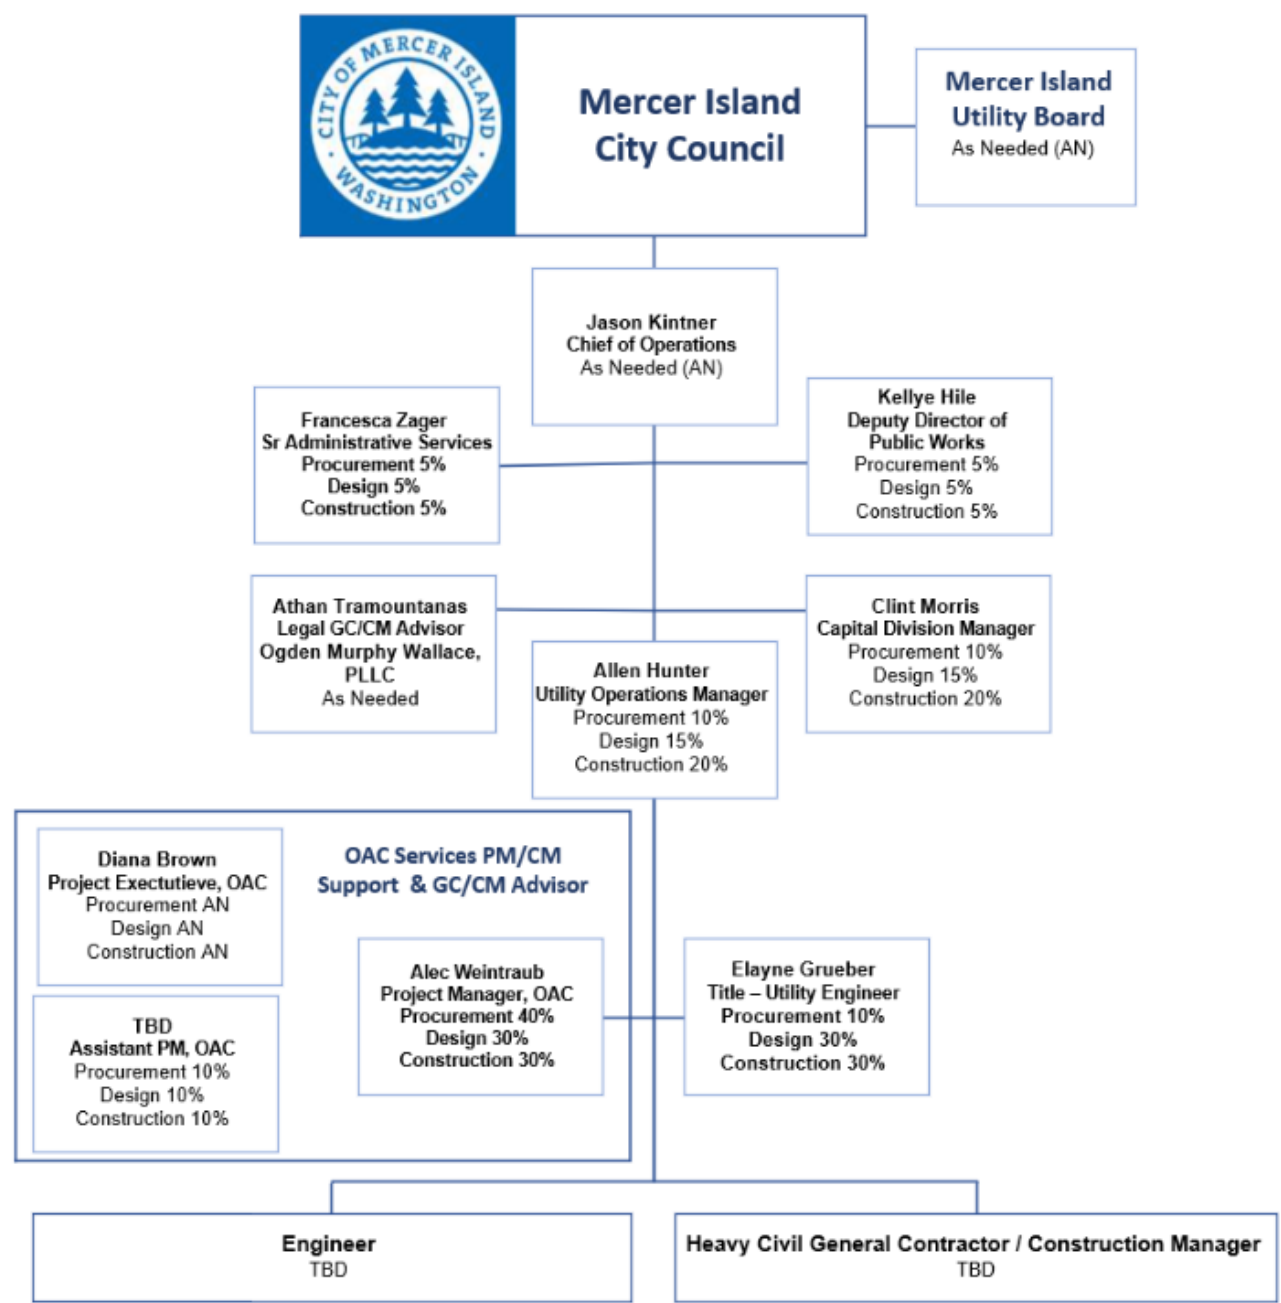 CITY OF MERCER ISLAND
WASHINGTON
Mercer Island
City Council
Mercer Island
Utility Board
As Needed (AN)
Jason Kintner
Chief of Operations
As Needed (AN)
Francesca Zager
Sr Administrative Services
Procurement 5%
Design 5%
Construction 5%
Kellye Hile
Deputy Director of
Public Works
Procurement 5%
Design 5%
Construction 5%
Athan Tramountanas
Legal GC/CM Advisor
Ogden Murphy Wallace,
PLLC
As Needed
Clint Morris
Capital Division Manager
Procurement 10%
Design 15%
Construction 20%
Allen Hunter
Utility Operations Manager
Procurement 10%
Design 15%
Construction 20%
OAC Services PM/CM
Support & GC/CM Advisor
Diana Brown
Project Exectutieve, OAC
Procurement AN
Design AN
Construction AN
TBD
Assistant PM, OAC
Procurement 10%
Design 10%
Construction 10%
Alec Weintraub
Project Manager, OAC
Procurement 40%
Design 30%
Construction 30%
Elayne Grueber
Title – Utility Engineer
Procurement 10%
Design 30%
Construction 30%
Engineer
TBD
Heavy Civil General Contractor / Construction Manager
TBD